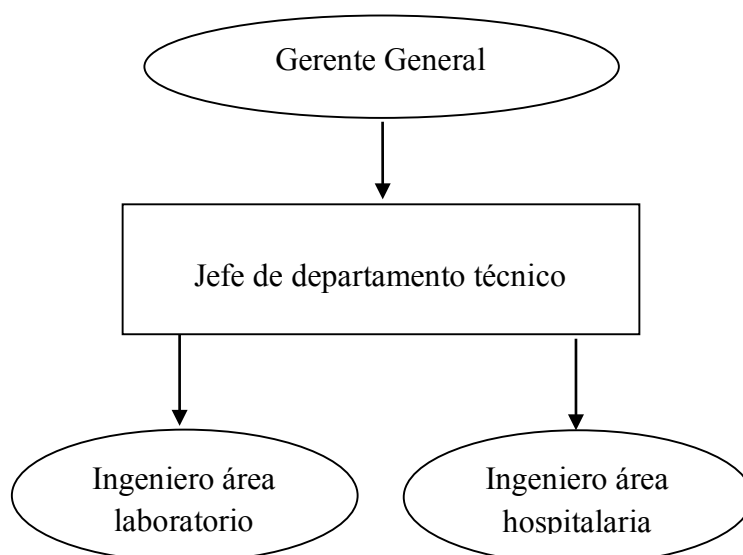 Gerente General
Jefe de departamento técnico
Ingeniero área
laboratorio
Ingeniero área
hospitalaria